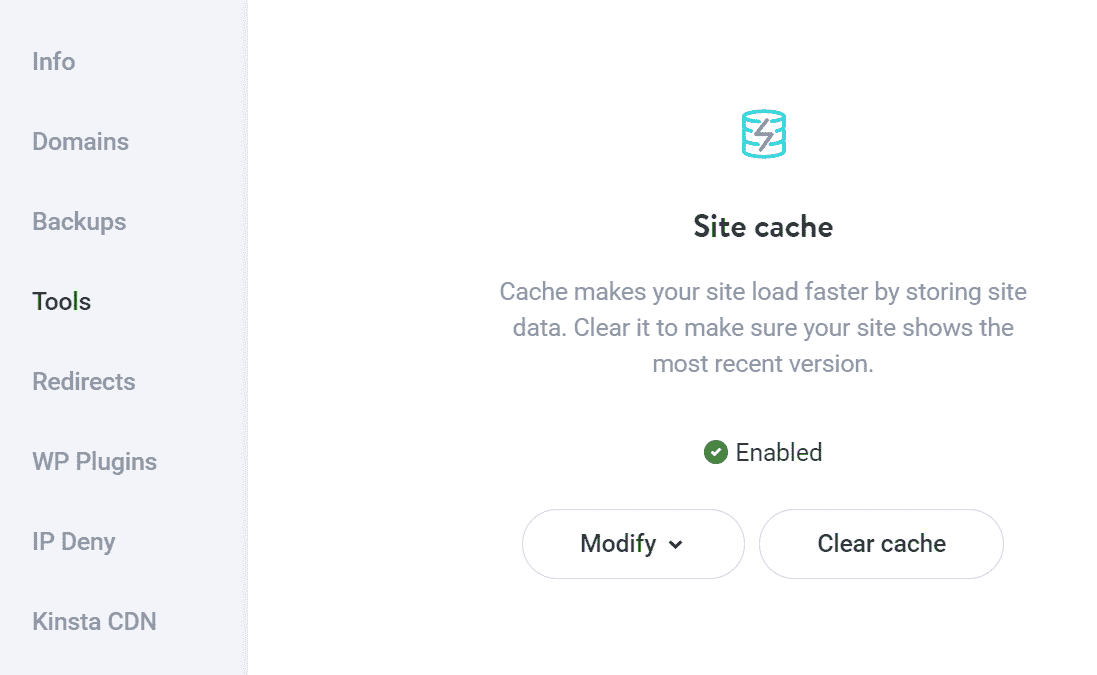 Info
Domains
Backups
Tools
Redirects
WP Plugins
IP Deny
Kinsta CDN
Site cache
Cache makes your site load faster by storing site
data. Clear it to make sure your site shows the
most recent version.
Enabled
Modify
Clear cache